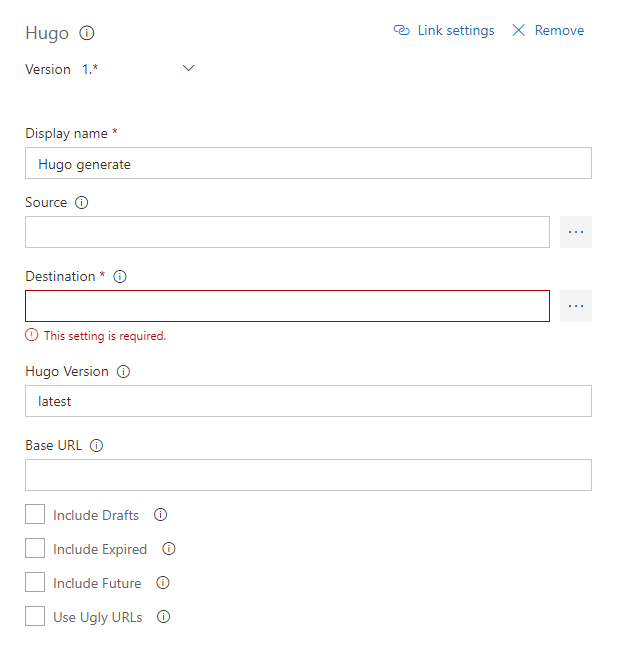 Hugo
Link settings
Remove
Version 1.*
Display name *
Hugo generate
Source
...
Destination *
...
This setting is required.
Hugo Version
latest
Base URL
Include Drafts
Include Expired
Include Future
Use Ugly URLs